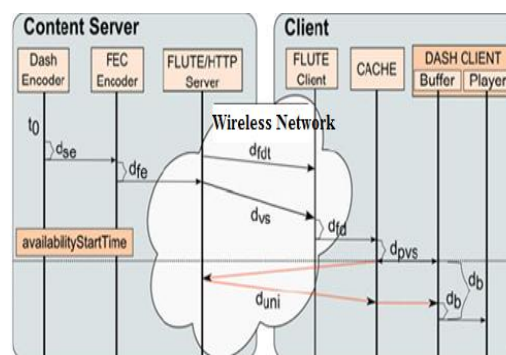 Content Server
Client
Dash
Encoder
FEC
Encoder
FLUTE/HTTP
Server
FLUTE
Client
CACHE
DASH CLIENT
Buffer
Player
Wireless Network
t0
dse
dfe
dfdt
dvs
dfd
availabilityStartTime
dpvs
db
duni
db